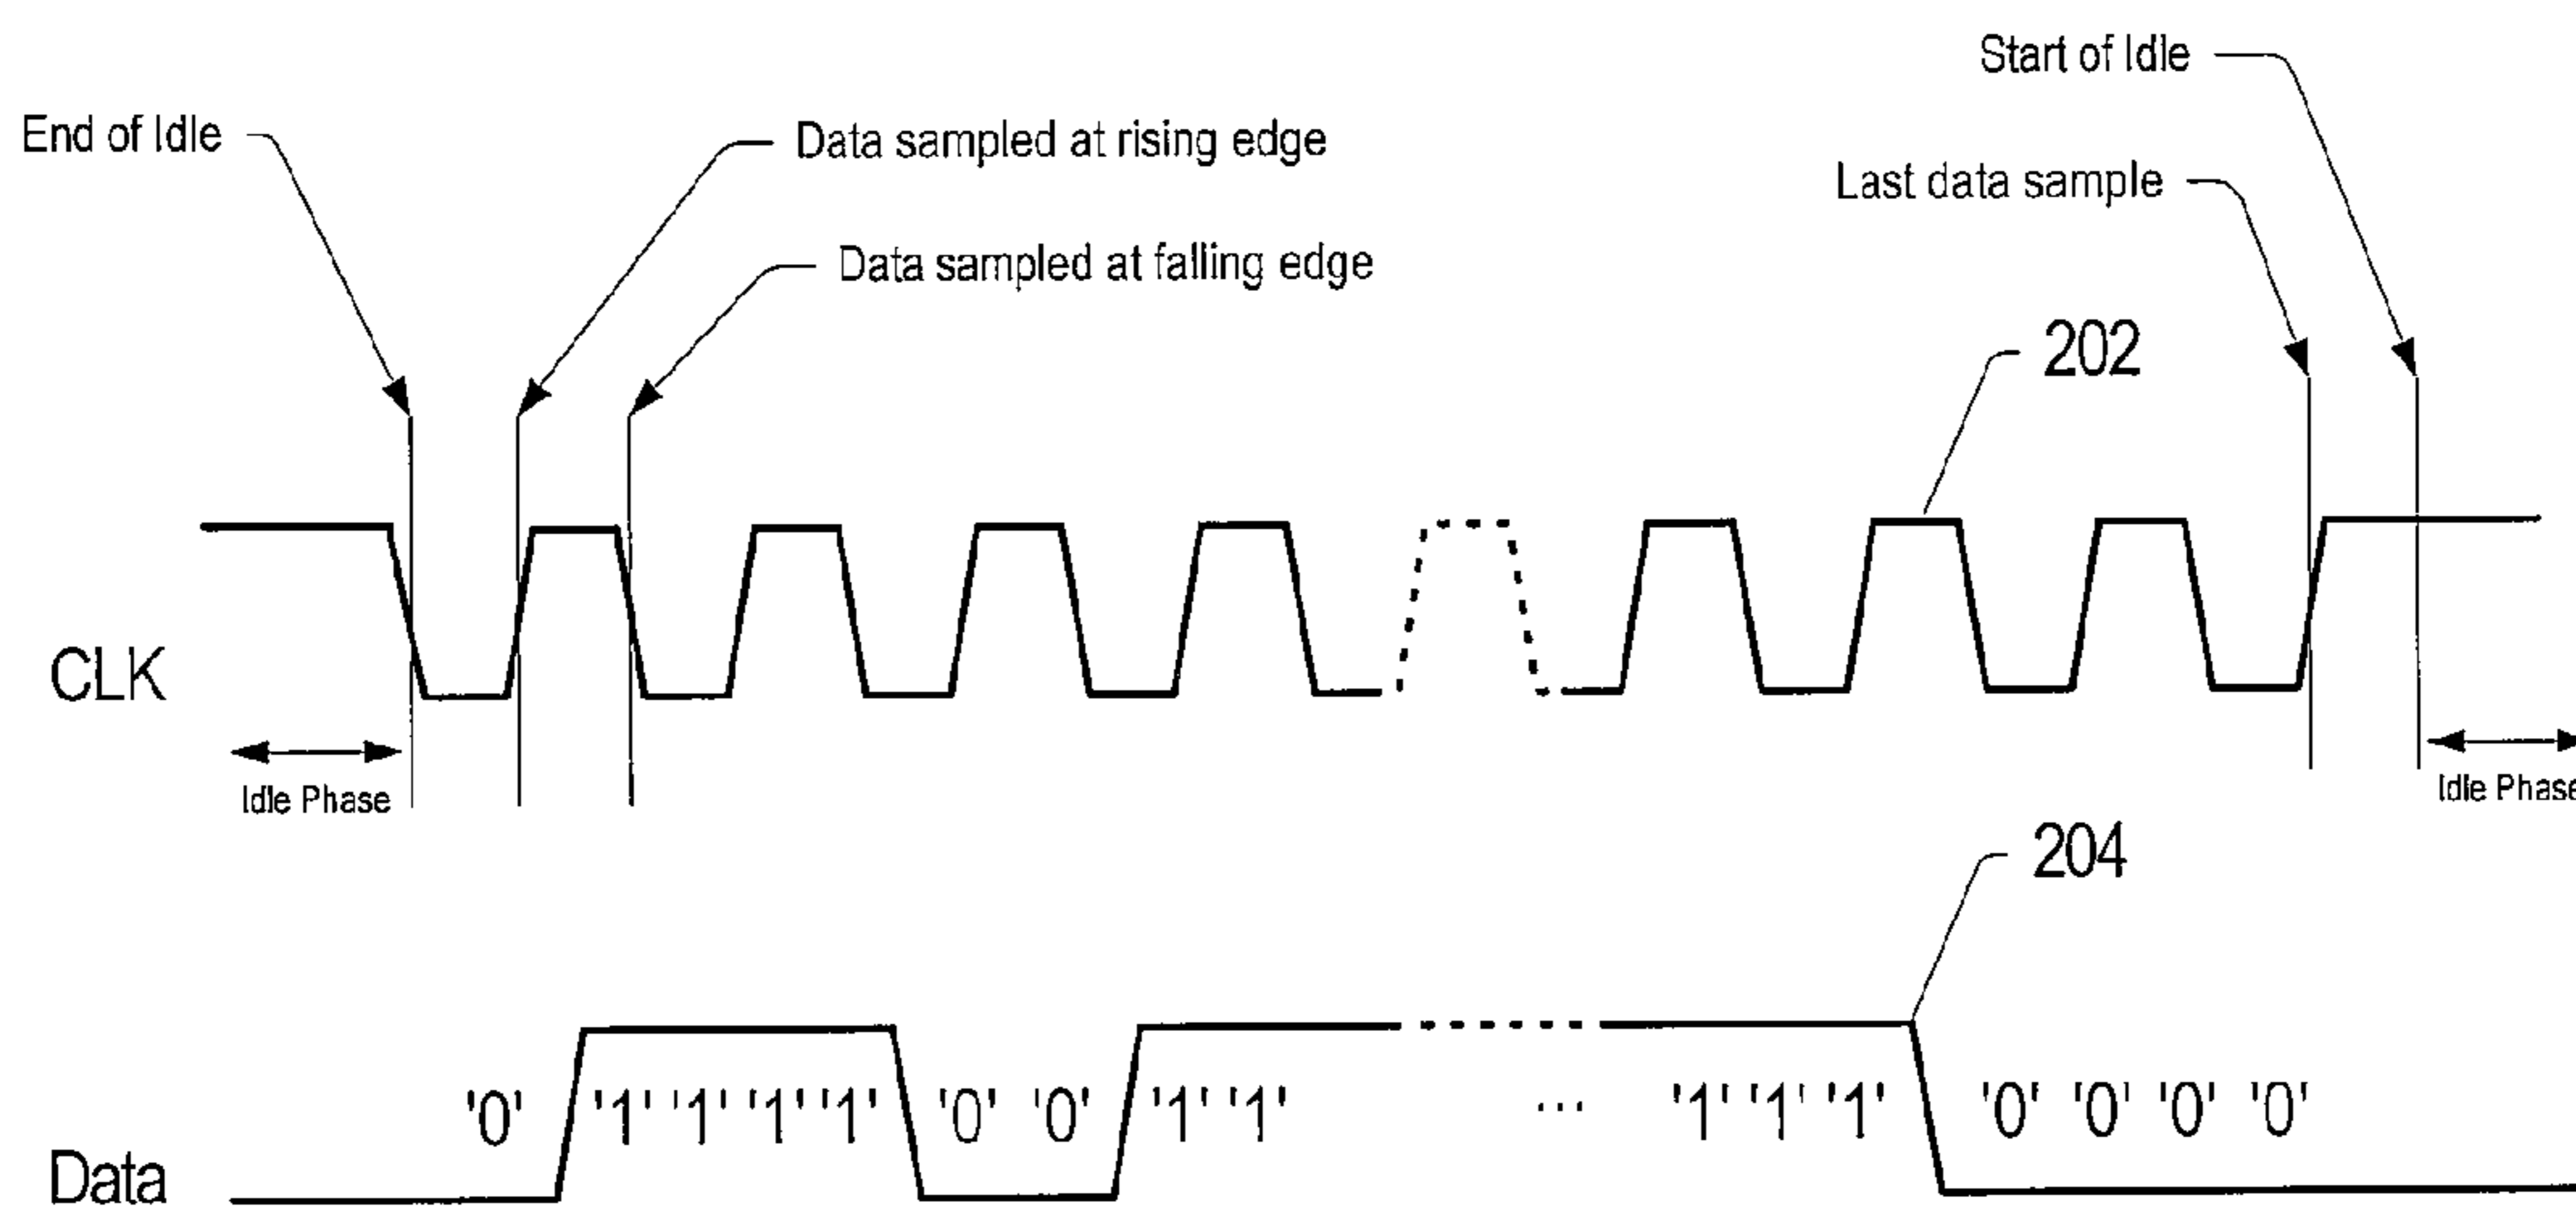 Start of Idle
End of Idle
Data sampled at rising edge
Last data sample
Data sampled at falling edge
202
CLK
Idle Phase
Idle Phase
204
'0' '1' '1' '1' '1' '0' '0' '1' '1' ... '1' '1' '1' '0' '0' '0' '0'
Data